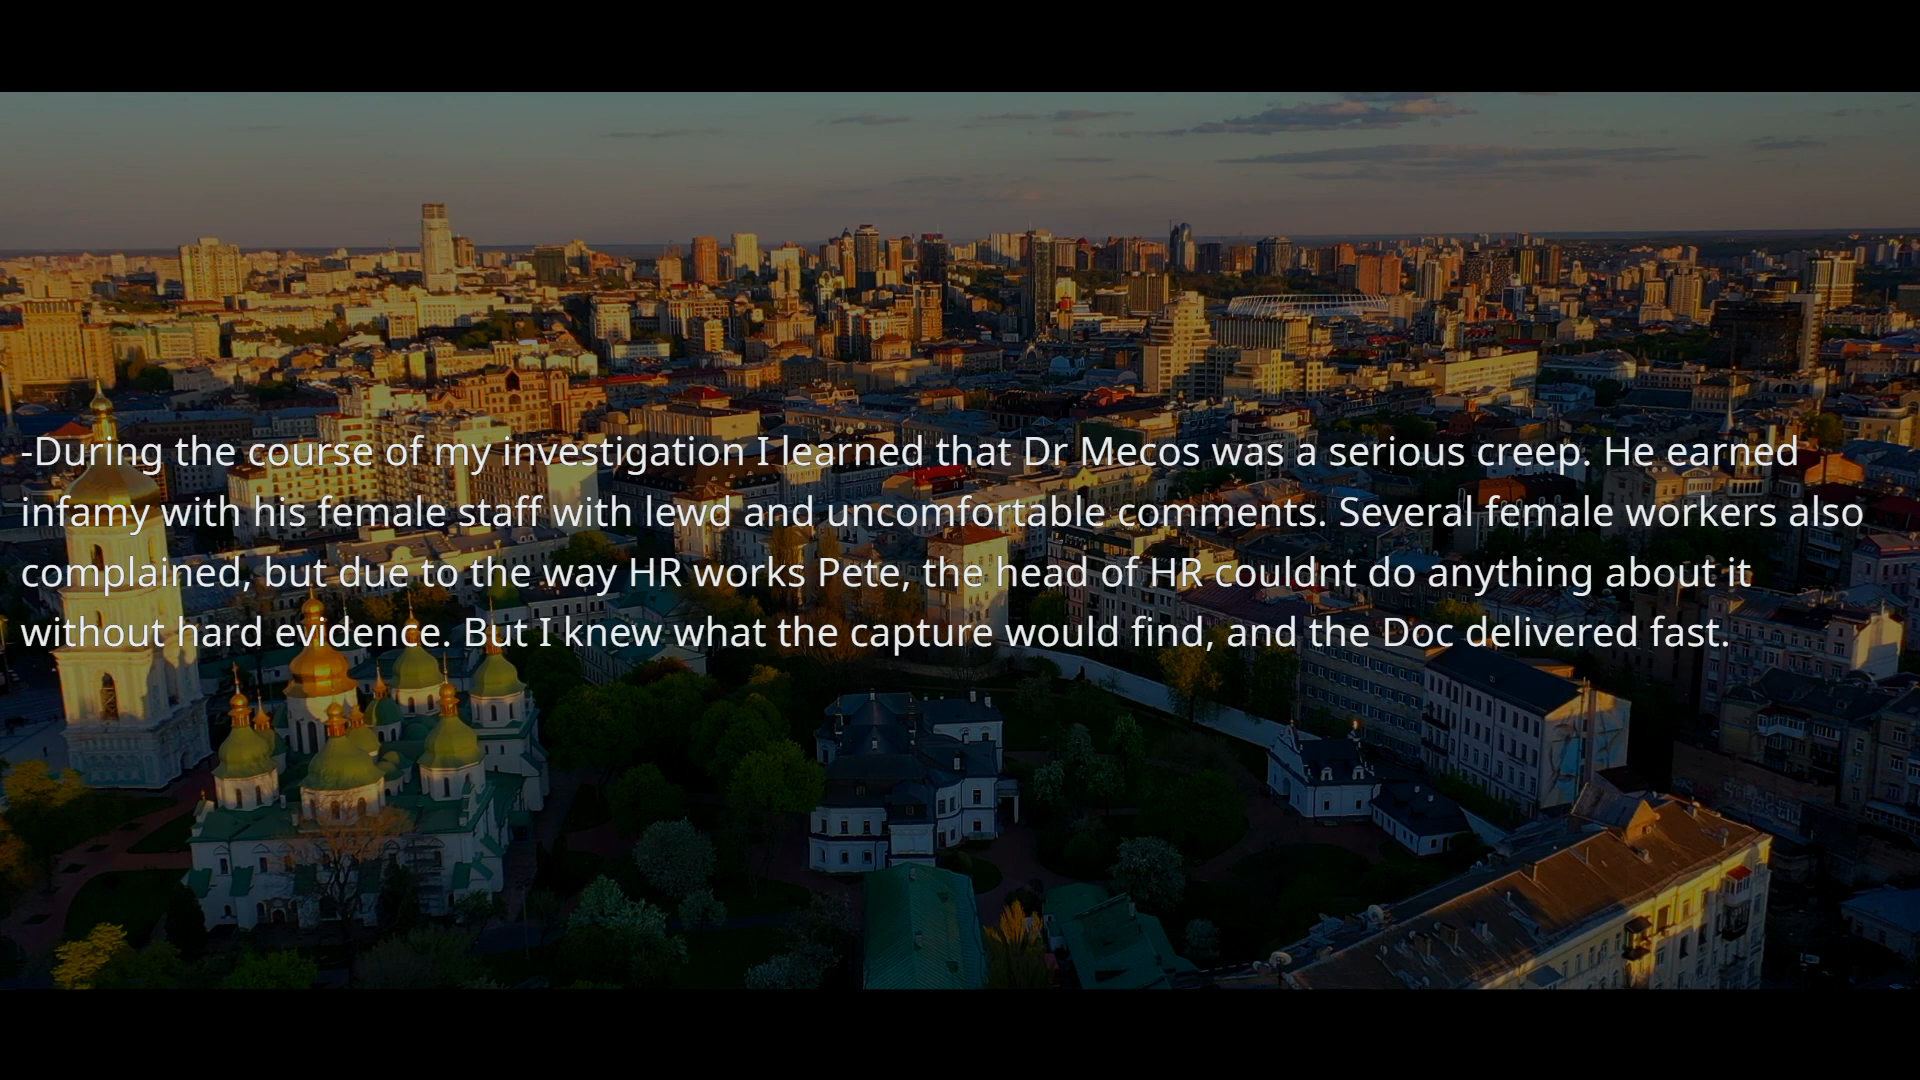 -During the course of my investigation I learned that Dr Mecos was a serious creep. He earned
infamy with his female staff with lewd and uncomfortable comments. Several female workers also
complained, but due to the way HR works Pete, the head of HR couldnt do anything about it
without hard evidence. But I knew what the capture would find, and the Doc delivered fast.